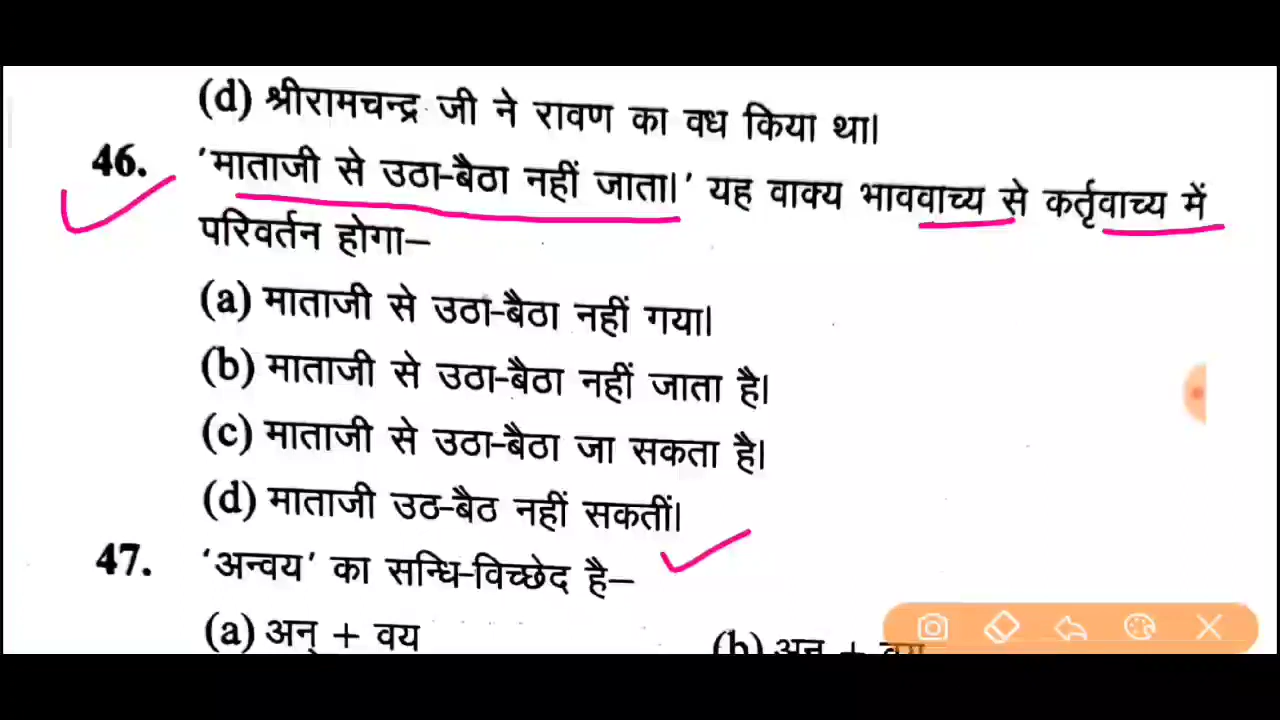 (d) श्रीरामचन्द्र जी ने रावण का वध किया था।
46. 'माताजी से उठा-बैठा नहीं जाता।' यह वाक्य भाववाच्य से कर्तृवाच्य में
परिवर्तन होगा–
(a) माताजी से उठा-बैठा नहीं गया।
(b) माताजी से उठा-बैठा नहीं जाता है।
(c) माताजी से उठा-बैठा जा सकता है।
(d) माताजी उठ-बैठ नहीं सकतीं।
47. 'अन्वय' का सन्धि-विच्छेद है–
(a) अन् + वय
(b)